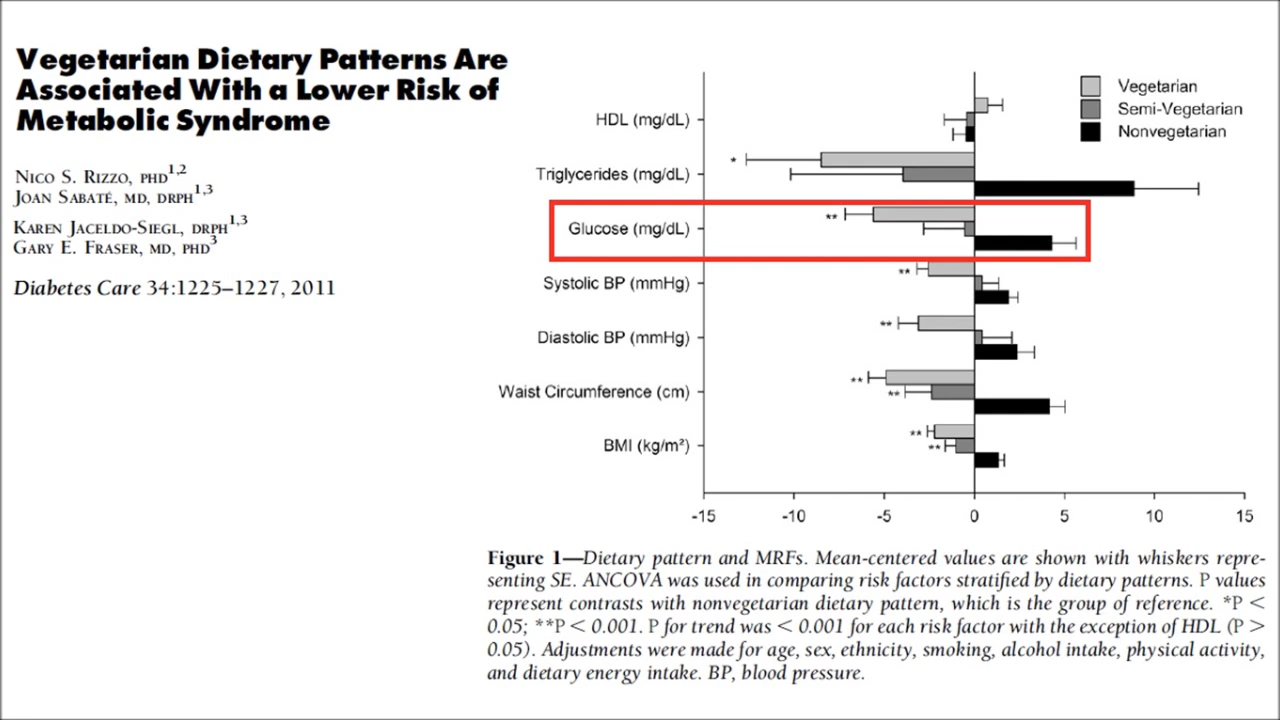 Vegetarian Dietary Patterns Are
Associated With a Lower Risk of
Metabolic Syndrome
NICO S. RIZZO, PHD1,2
JOAN SABATÉ, MD, DRPH1,3
KAREN JACELDO-SIEGL, DRPH1,3
GARY E. FRASER, MD, PHD3
Diabetes Care 34:1225–1227, 2011
Vegetarian
Semi-Vegetarian
Nonvegetarian
HDL (mg/dL)
*
Triglycerides (mg/dL)
**
Glucose (mg/dL)
**
Systolic BP (mmHg)
**
Diastolic BP (mmHg)
**
Waist Circumference (cm)
**
**
BMI (kg/m²)
**
-15 -10 -5 0 5 10 15
Figure 1—Dietary pattern and MRFs. Mean-centered values are shown with whiskers repre-
senting SE. ANCOVA was used in comparing risk factors stratified by dietary patterns. P values
represent contrasts with nonvegetarian dietary pattern, which is the group of reference. *P <
0.05; **P < 0.001. P for trend was < 0.001 for each risk factor with the exception of HDL (P >
0.05). Adjustments were made for age, sex, ethnicity, smoking, alcohol intake, physical activity,
and dietary energy intake. BP, blood pressure.